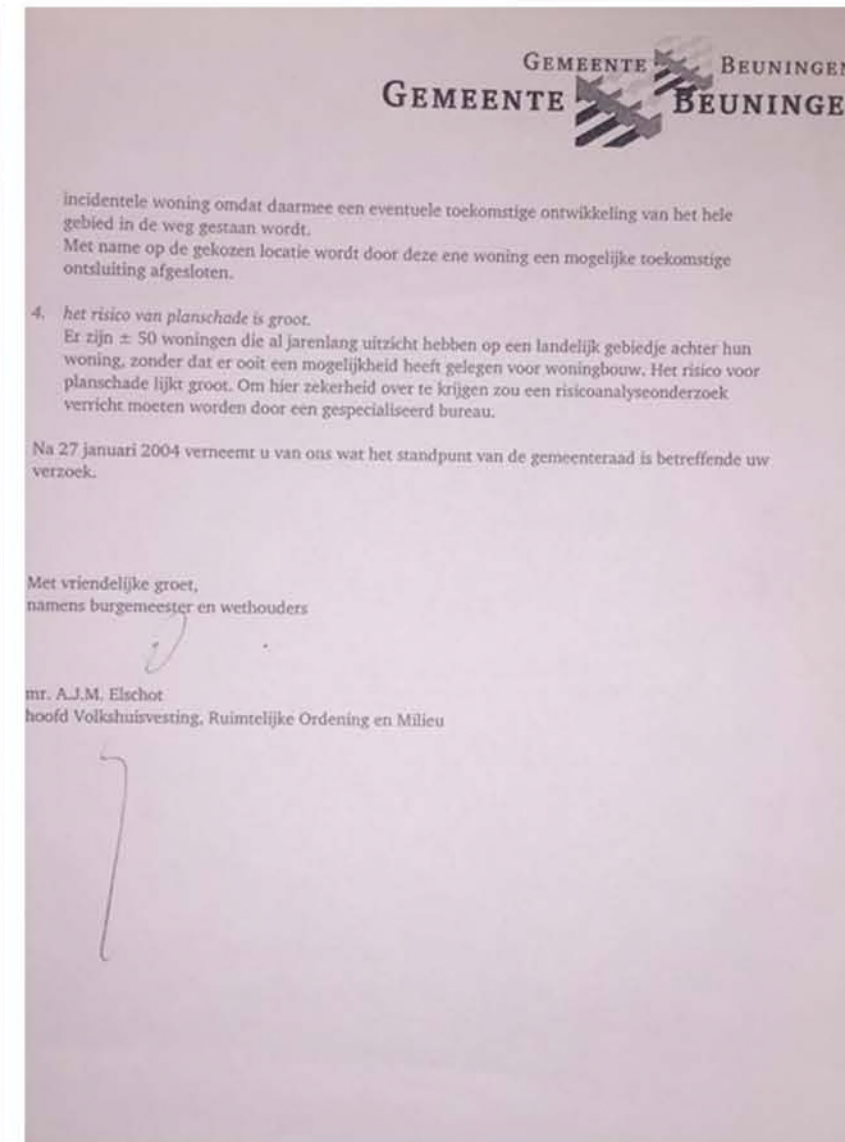 GEMEENTE BEUNINGEN
GEMEENTE BEUNINGE
incidentele woning omdat daarmee een eventuele toekomstige ontwikkeling van het hele
gebied in de weg gestaan wordt.
Met name op de gekozen locatie wordt door deze ene woning een mogelijke toekomstige
ontsluiting afgesloten.
4. het risico van planschade is groot.
Er zijn ± 50 woningen die al jarenlang uitzicht hebben op een landelijk gebiedje achter hun
woning, zonder dat er ooit een mogelijkheid heeft gelegen voor woningbouw. Het risico voor
planschade lijkt groot. Om hier zekerheid over te krijgen zou een risicoanalyseonderzoek
verricht moeten worden door een gespecialiseerd bureau.
Na 27 januari 2004 verneemt u van ons wat het standpunt van de gemeenteraad is betreffende uw
verzoek.
Met vriendelijke groet,
namens burgemeester en wethouders
mr. A.J.M. Elschot
hoofd Volkshuisvesting, Ruimtelijke Ordening en Milieu